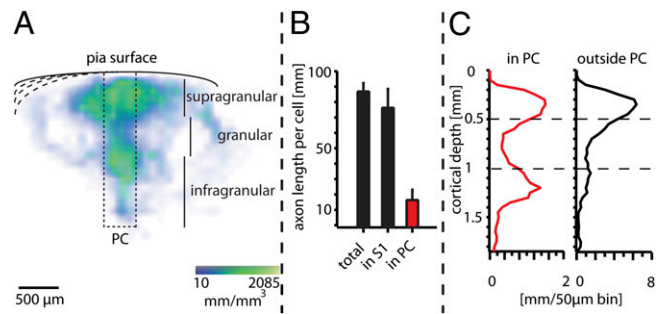 A
pia surface
supragranular
granular
infragranular
PC
10 2085
mm/mm³
500 µm
B
axon length per cell [mm]
100
50
10
total
in S1
in PC
C
in PC
outside PC
cortical depth [mm]
0
0.5
1
1.5
0 2 0 8
[mm/50µm bin]